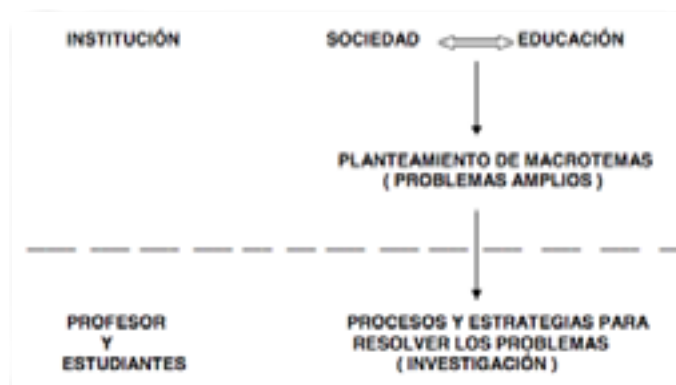 INSTITUCIÓN
SOCIEDAD EDUCACIÓN
PLANTEAMIENTO DE MACROTEMAS
( PROBLEMAS AMPLIOS )
PROFESOR
Y
ESTUDIANTES
PROCESOS Y ESTRATEGIAS PARA
RESOLVER LOS PROBLEMAS
( INVESTIGACIÓN )